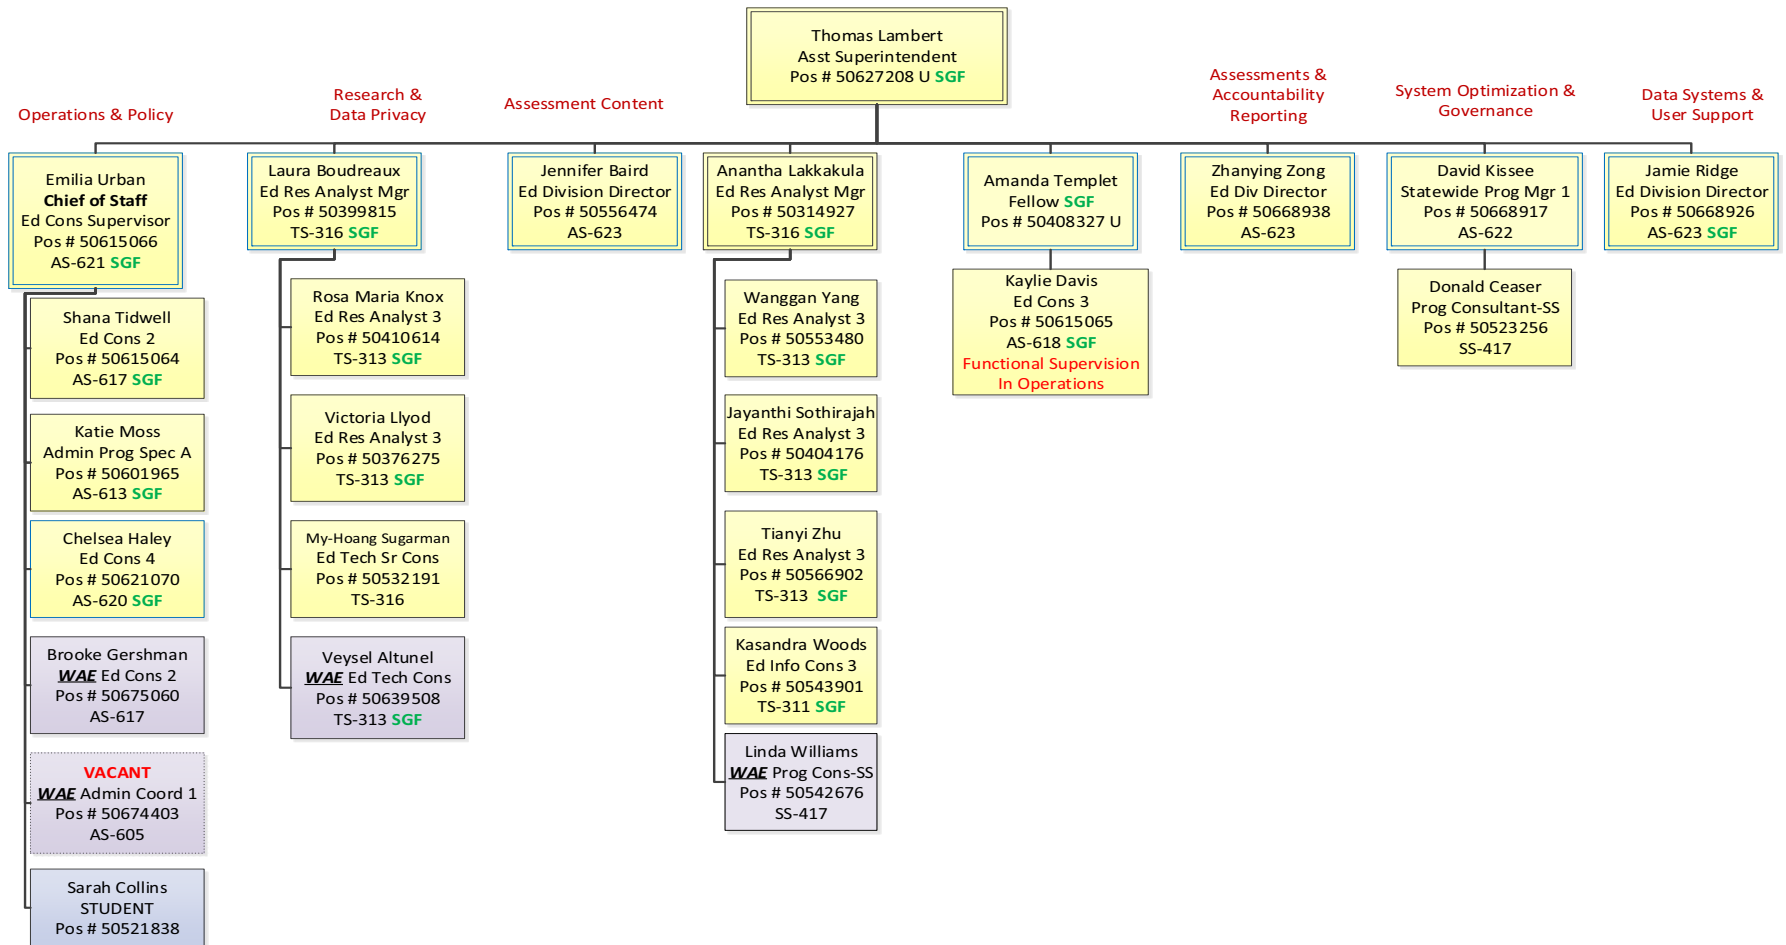 Thomas Lambert
Asst Superintendent
Pos # 50627208 U SGF
Operations & Policy
Research &
Data Privacy
Assessment Content
Assessments &
Accountability
Reporting
System Optimization &
Governance
Data Systems &
User Support
Emilia Urban
Chief of Staff
Ed Cons Supervisor
Pos # 50615066
AS-621 SGF
Laura Boudreaux
Ed Res Analyst Mgr
Pos # 50399815
TS-316 SGF
Jennifer Baird
Ed Division Director
Pos # 50556474
AS-623
Anantha Lakkakula
Ed Res Analyst Mgr
Pos # 50314927
TS-316 SGF
Amanda Templet
Fellow SGF
Pos # 50408327 U
Zhanying Zong
Ed Div Director
Pos # 50668938
AS-623
David Kissee
Statewide Prog Mgr 1
Pos # 50668917
AS-622
Jamie Ridge
Ed Division Director
Pos # 50668926
AS-623 SGF
Shana Tidwell
Ed Cons 2
Pos # 50615064
AS-617 SGF
Katie Moss
Admin Prog Spec A
Pos # 50601965
AS-613 SGF
Chelsea Haley
Ed Cons 4
Pos # 50621070
AS-620 SGF
Brooke Gershman
WAE Ed Cons 2
Pos # 50675060
AS-617
VACANT
WAE Admin Coord 1
Pos # 50674403
AS-605
Sarah Collins
STUDENT
Pos # 50521838
Rosa Maria Knox
Ed Res Analyst 3
Pos # 50410614
TS-313 SGF
Victoria Llyod
Ed Res Analyst 3
Pos # 50376275
TS-313 SGF
My-Hoang Sugarman
Ed Tech Sr Cons
Pos # 50532191
TS-316
Veysel Altunel
WAE Ed Tech Cons
Pos # 50639508
TS-313 SGF
Wanggan Yang
Ed Res Analyst 3
Pos # 50553480
TS-313 SGF
Jayanthi Sothirajah
Ed Res Analyst 3
Pos # 50404176
TS-313 SGF
Tianyi Zhu
Ed Res Analyst 3
Pos # 50566902
TS-313 SGF
Kasandra Woods
Ed Info Cons 3
Pos # 50543901
TS-311 SGF
Linda Williams
WAE Prog Cons-SS
Pos # 50542676
SS-417
Kaylie Davis
Ed Cons 3
Pos # 50615065
AS-618 SGF
Functional Supervision
In Operations
Donald Ceaser
Prog Consultant-SS
Pos # 50523256
SS-417